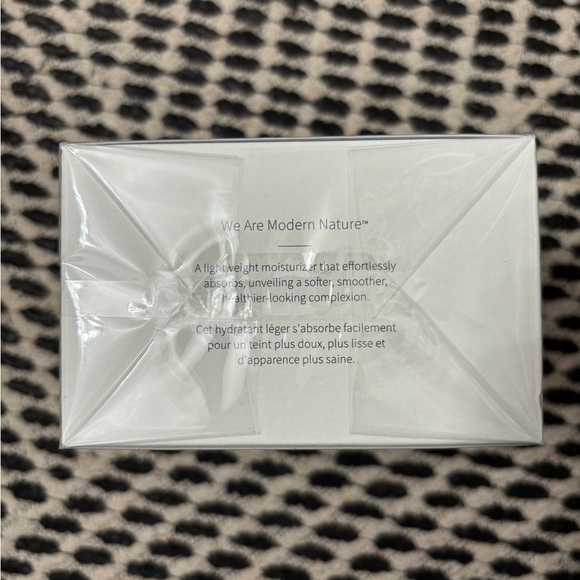 We Are Modern Nature™
A lightweight moisturizer that effortlessly
absorbs, unveiling a softer, smoother,
healthier-looking complexion.
Cet hydratant léger s'absorbe facilement
pour un teint plus doux, plus lisse et
d'apparence plus saine.